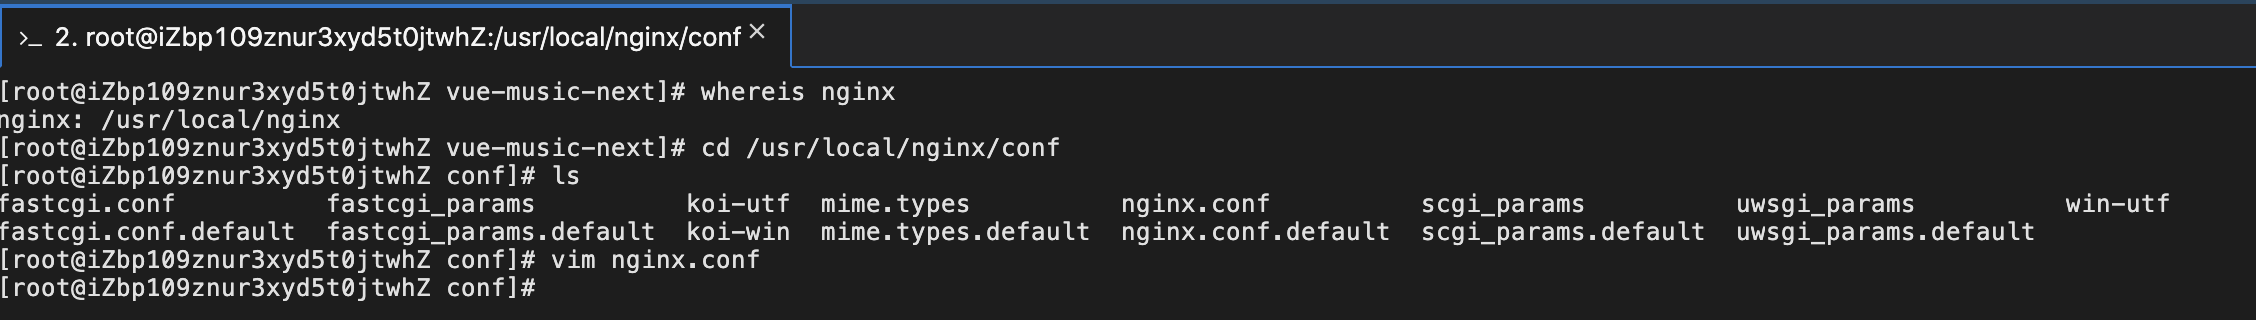 >_ 2. root@iZbp109znur3xyd5t0jtwhZ:/usr/local/nginx/conf ×
[root@iZbp109znur3xyd5t0jtwhZ vue-music-next]# whereis nginx
nginx: /usr/local/nginx
[root@iZbp109znur3xyd5t0jtwhZ vue-music-next]# cd /usr/local/nginx/conf
[root@iZbp109znur3xyd5t0jtwhZ conf]# ls
fastcgi.conf fastcgi_params koi-utf mime.types nginx.conf scgi_params uwsgi_params win-utf
fastcgi.conf.default fastcgi_params.default koi-win mime.types.default nginx.conf.default scgi_params.default uwsgi_params.default
[root@iZbp109znur3xyd5t0jtwhZ conf]# vim nginx.conf
[root@iZbp109znur3xyd5t0jtwhZ conf]#